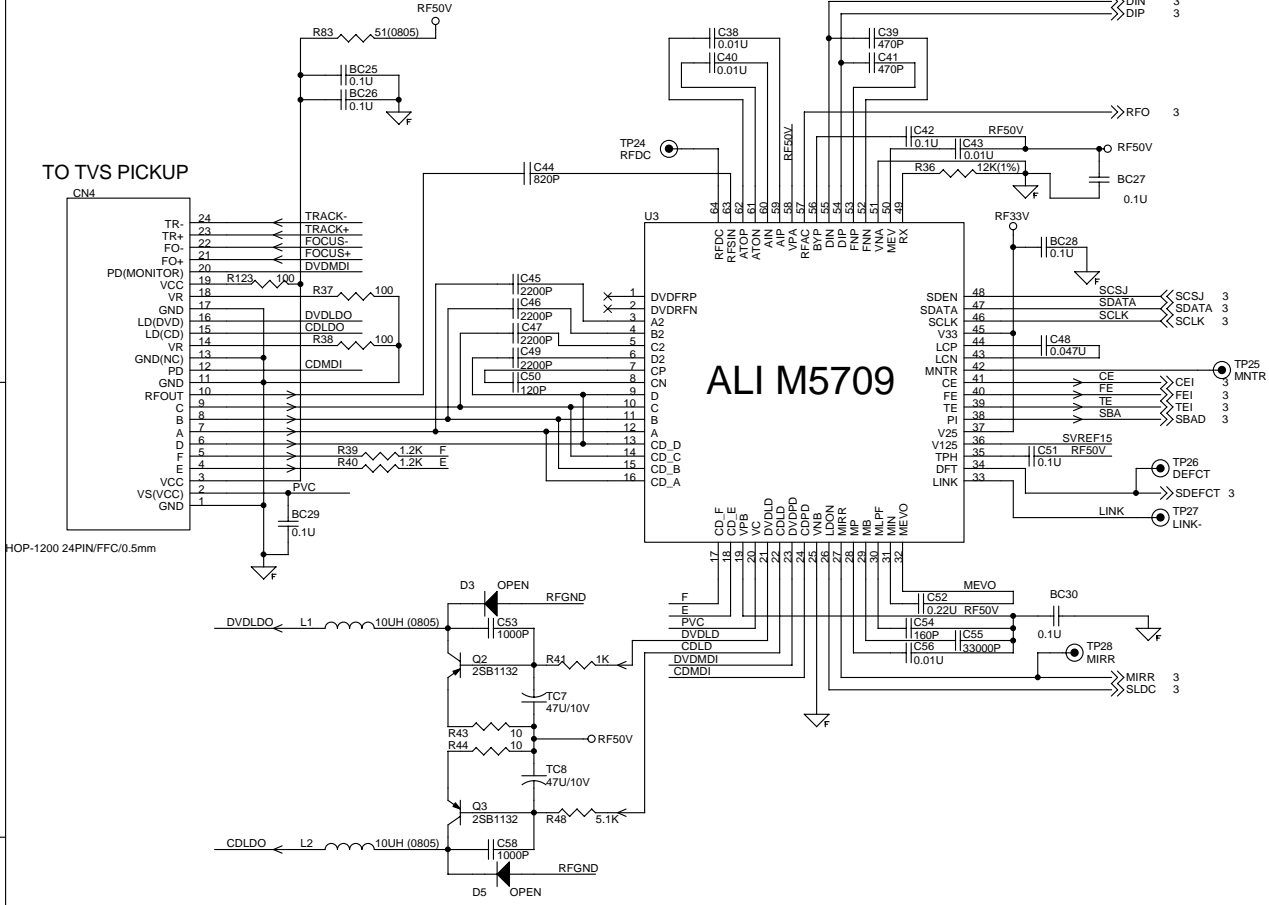 RF50V
R83 51(0805)
BC25
0.1U
BC26
0.1U
F
DIN 3
DIP 3
C38
0.01U
C40
0.01U
C39
470P
C41
470P
RFO 3
TP24
RFDC
RF50V
C42
0.1U
RF50V
C43
0.01U
RF50V
R36 12K(1%)
F
BC27
0.1U
C44
820P
TO TVS PICKUP
CN4
U3
64 63 62 61 60 59 58 57 56 55 54 53 52 51 50 49
RFDC RFSIN ATOP ATON AIN AIP VPA RFAC BYP DIN DIP FNP FNN VNA MEV RX
RF33V
BC28
0.1U
F
TR- 24 TRACK-
TR+ 23 TRACK+
FO- 22 FOCUS-
FO+ 21 FOCUS+
PD(MONITOR) 20 DVDMDI
VCC 19 R123 100
VR 18 R37 100
GND 17
LD(DVD) 16 DVDLDO
LD(CD) 15 CDLDO
VR 14 R38 100
GND(NC) 13
PD 12 CDMDI
GND 11
RFOUT 10
C 9
B 8
A 7
D 6
F 5 R39 1.2K F
E 4 R40 1.2K E
VCC 3
VS(VCC) 2 PVC
GND 1
BC29
0.1U
F
HOP-1200 24PIN/FFC/0.5mm
C45
2200P
C46
2200P
C47
2200P
C49
2200P
C50
120P
1 DVDFRP
2 DVDRFN
3 A2
4 B2
5 C2
6 D2
7 CP
8 CN
9 D
10 C
11 B
12 A
13 CD_D
14 CD_C
15 CD_B
16 CD_A
ALI M5709
SDEN 48 SCSJ SCSJ 3
SDATA 47 SDATA SDATA 3
SCLK 46 SCLK SCLK 3
V33 45
LCP 44 C48
0.047U
LCN 43
MNTR 42
TP25
MNTR
CE 41 CE CEI 3
FE 40 FE FEI 3
TE 39 TE TEI 3
PI 38 SBA SBAD 3
V25 37
V125 36 SVREF15
TPH 35 C51 RF50V
0.1U
DFT 34
LINK 33
TP26
DEFCT
SDEFCT 3
LINK
TP27
LINK-
CD_F CD_E VPB VC DVDLD CDLD DVDPD CDPD VNB LDON MIRR MP MB MLPF MIN MEVO
17 18 19 20 21 22 23 24 25 26 27 28 29 30 31 32
F
E
PVC
DVDLD
CDLD
DVDMDI
CDMDI
MEVO
C52
0.22U RF50V
C54
160P
C55
33000P
C56
0.01U
BC30
0.1U
F
TP28
MIRR
MIRR 3
SLDC 3
F
D3 OPEN
RFGND
DVDLDO L1 10UH (0805)
C53
1000P
Q2
2SB1132
R41 1K
TC7
47U/10V
R43 10
R44 10
RF50V
TC8
47U/10V
Q3
2SB1132
R48 5.1K
CDLDO L2 10UH (0805)
C58
1000P
RFGND
D5 OPEN